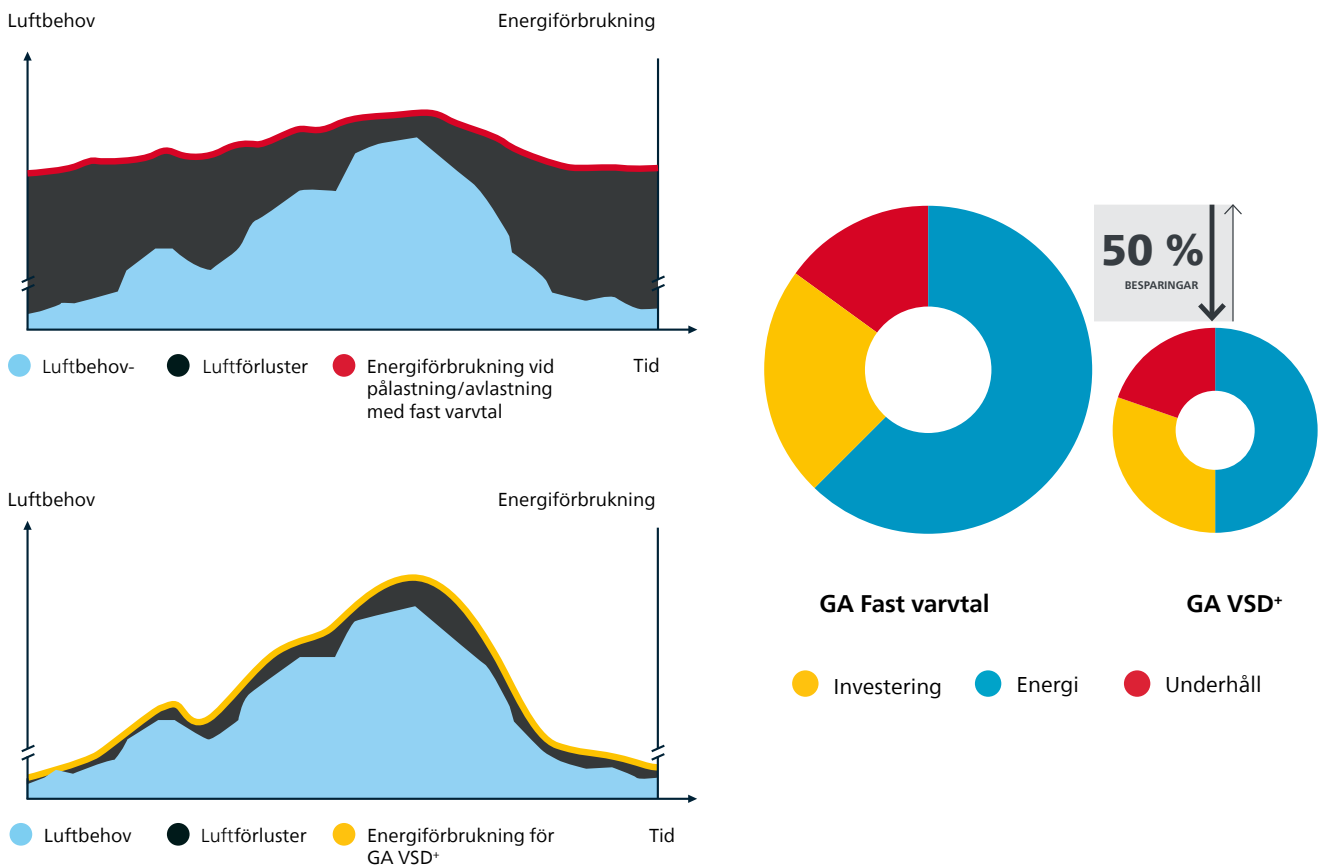 Luftbehov
Energiförbrukning
Luftbehov-
Luftförluster
Energiförbrukning vid
pålastning/avlastning
med fast varvtal
Tid
Luftbehov
Energiförbrukning
Luftbehov
Luftförluster
Energiförbrukning för
GA VSD⁺
Tid
50 %
BESPARINGAR
GA Fast varvtal
GA VSD⁺
Investering
Energi
Underhåll